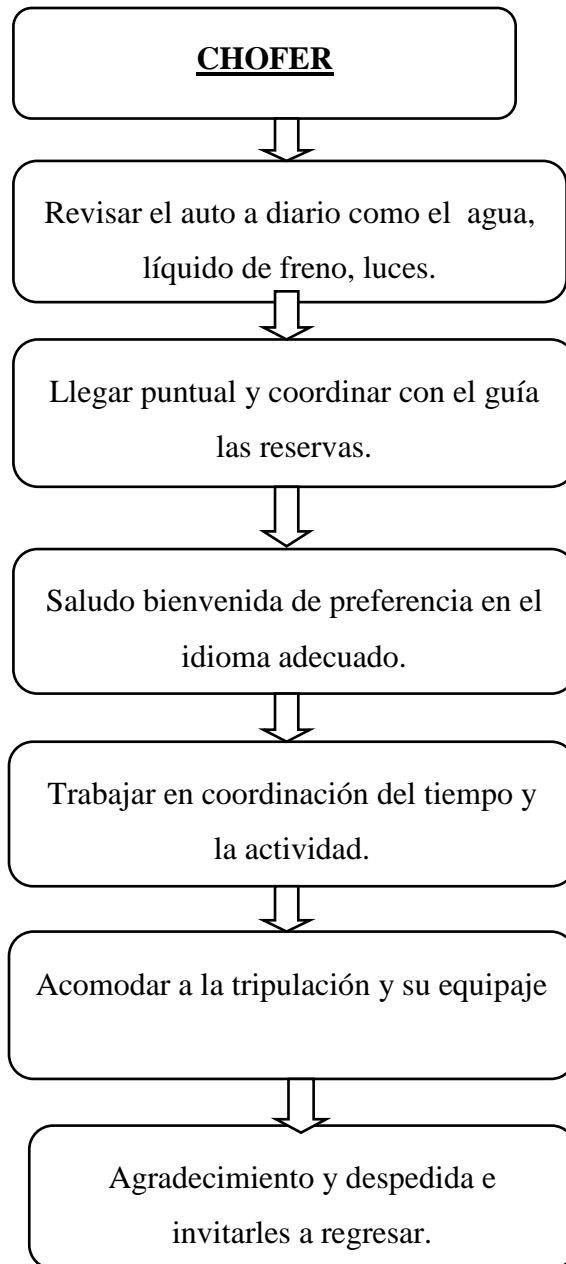 CHOFER
Revisar el auto a diario como el  agua,
líquido de freno, luces.
Llegar puntual y coordinar con el guía
las reservas.
Saludo bienvenida de preferencia en el
idioma adecuado.
Trabajar en coordinación del tiempo y
la actividad.
Acomodar a la tripulación y su equipaje
Agradecimiento y despedida e
invitarles a regresar.